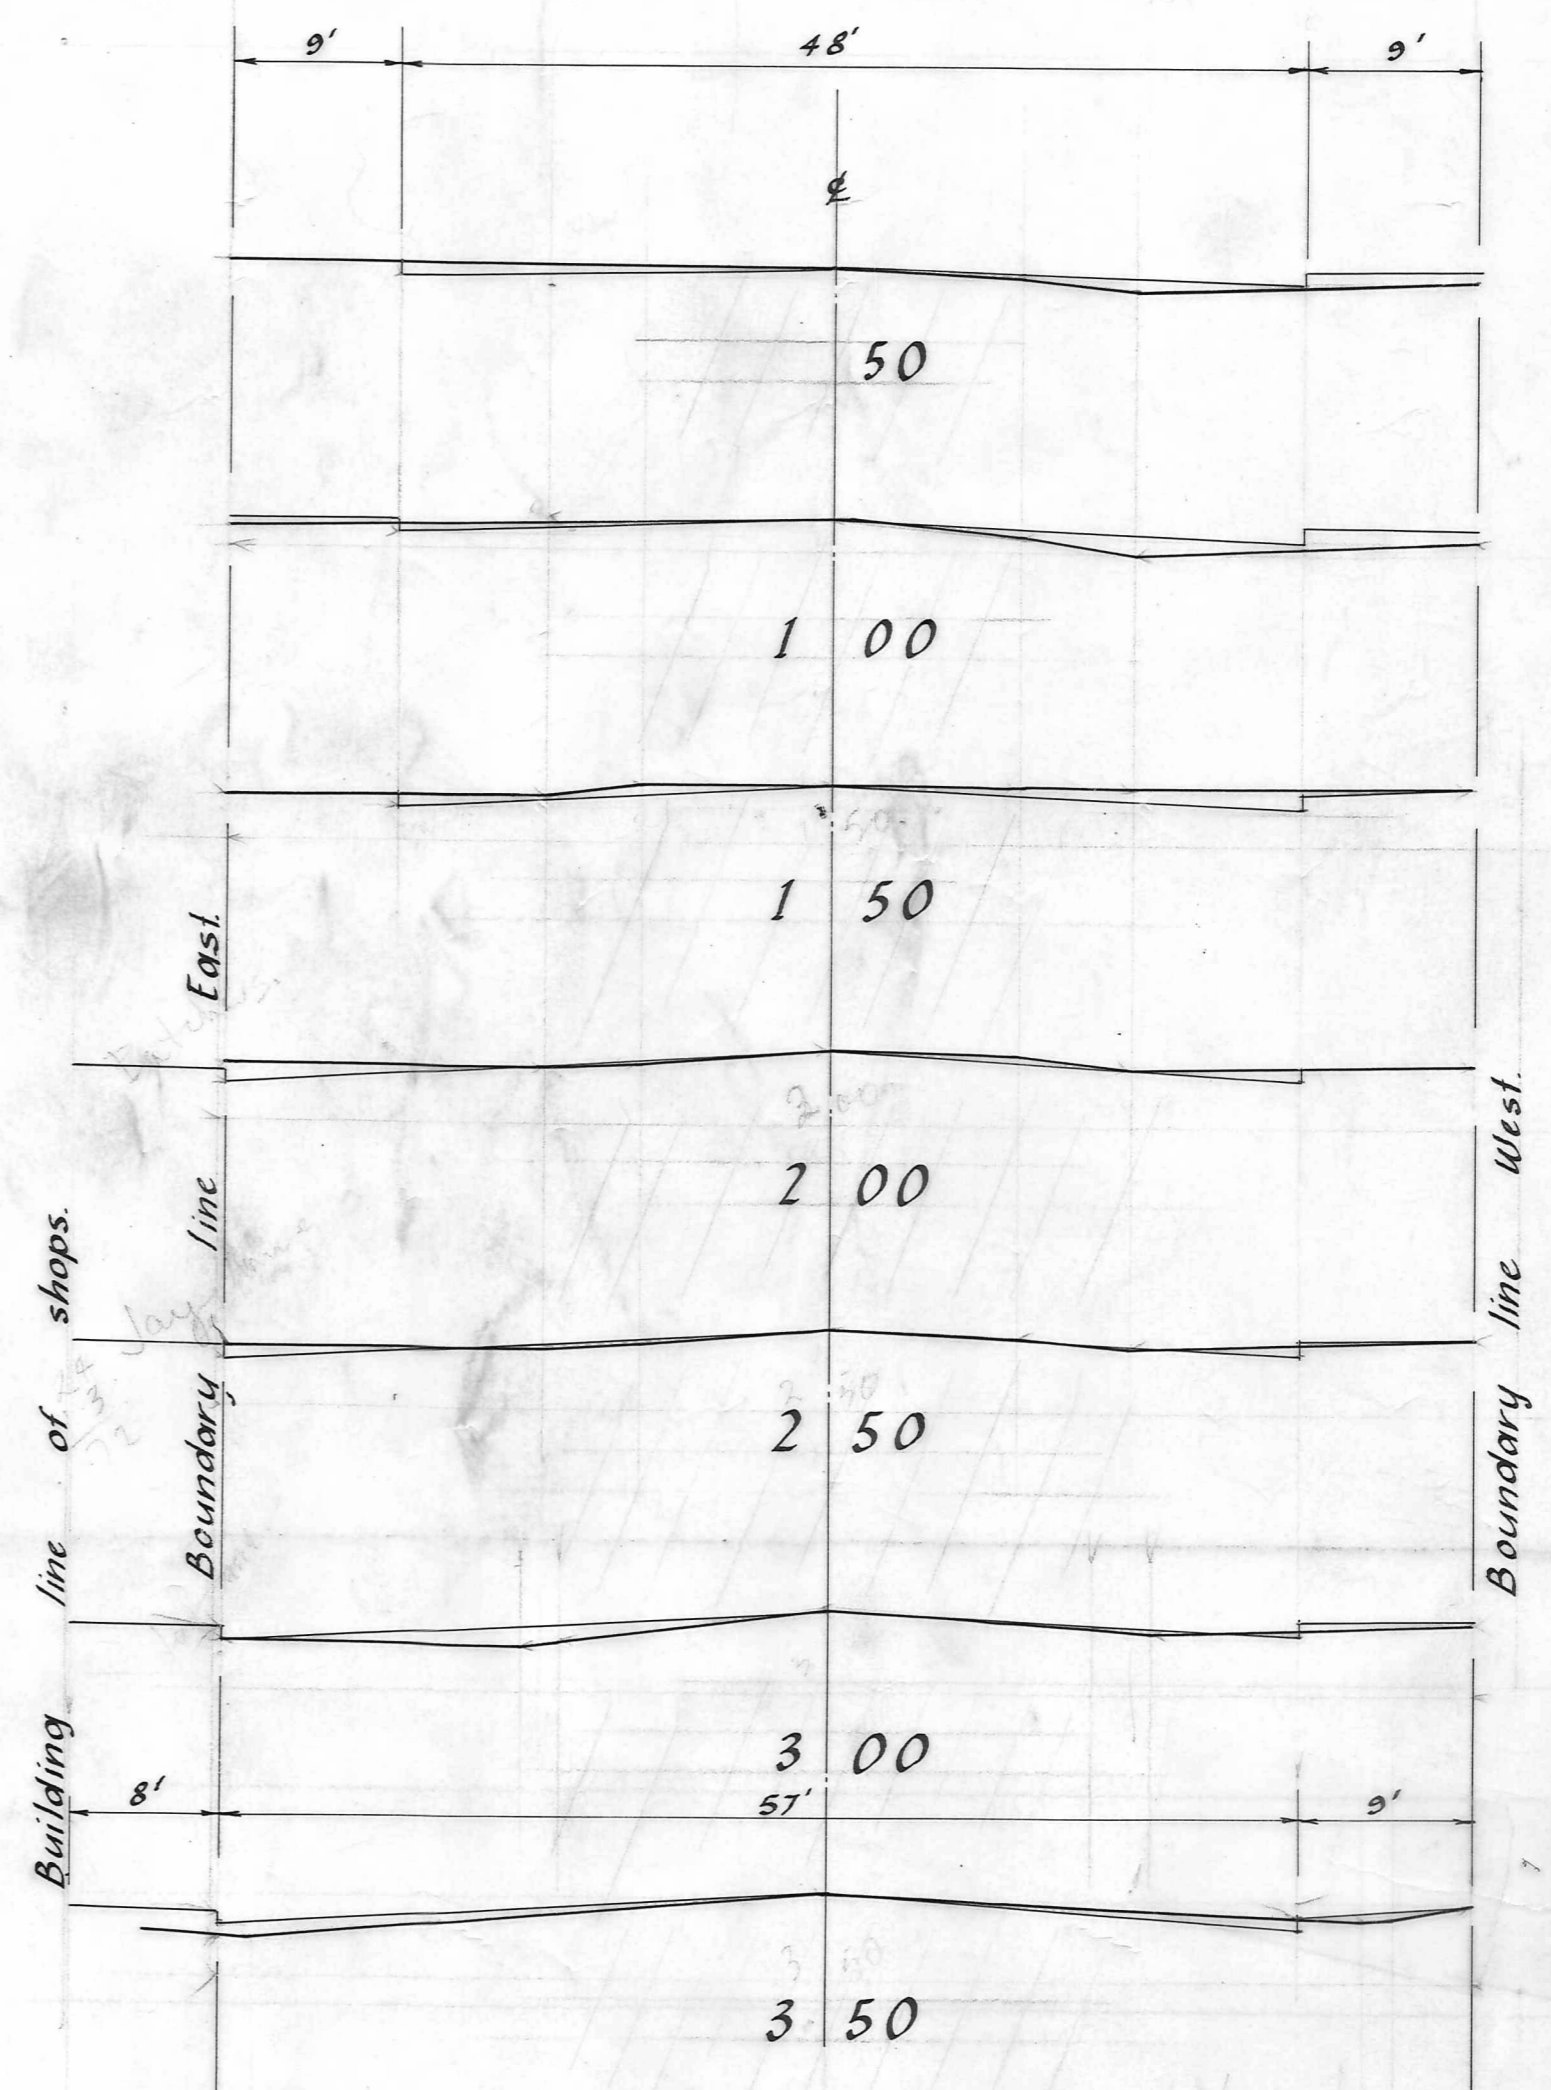 9' 48' 9'
℄
50
1 00
1 50
2 00
2 50
3 00
8' 57' 9'
3 50
Building line of shops.
Boundary line East.
Boundary line West.